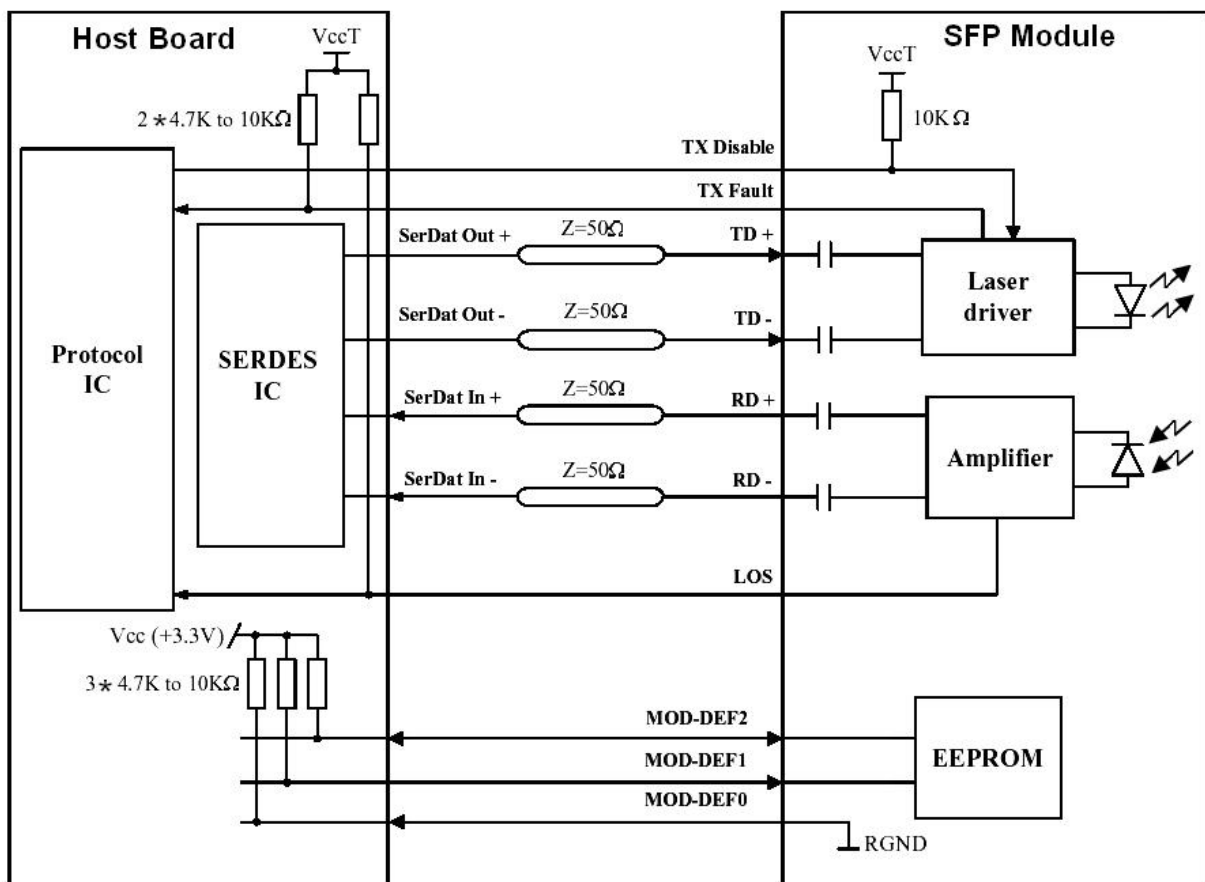 Host Board
SFP Module
VccT
VccT
2*4.7K to 10KΩ
10KΩ
TX Disable
TX Fault
SerDat Out +
Z=50Ω
TD +
Laser
driver
SerDat Out -
Z=50Ω
TD -
Protocol
IC
SERDES
IC
SerDat In +
Z=50Ω
RD +
Amplifier
SerDat In -
Z=50Ω
RD -
LOS
Vcc (+3.3V)
3*4.7K to 10KΩ
MOD-DEF2
MOD-DEF1
EEPROM
MOD-DEF0
RGND